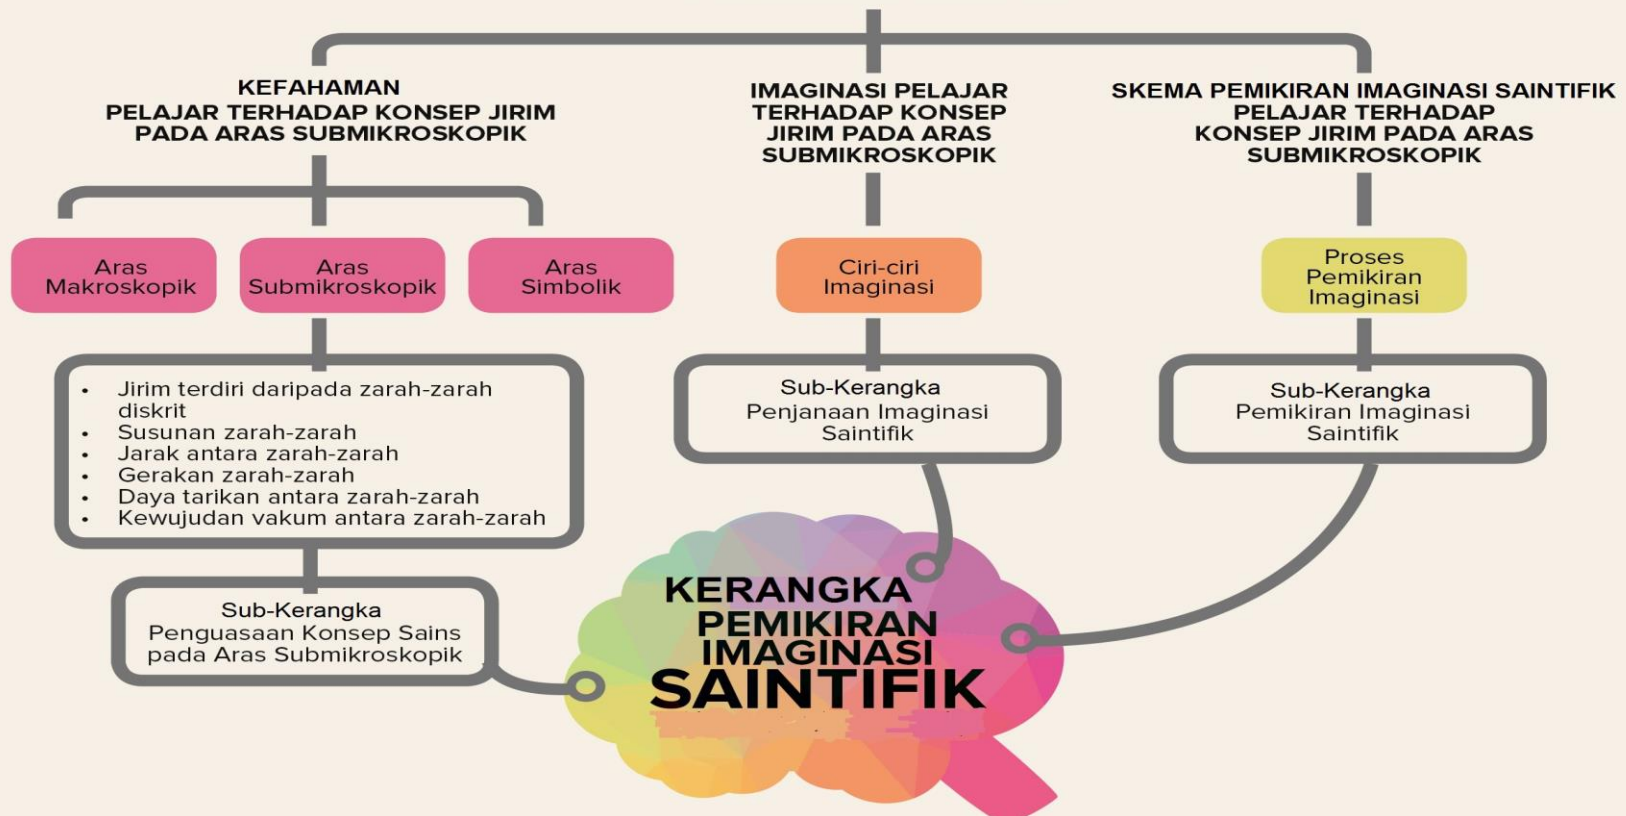 KEFAHAMAN
PELAJAR TERHADAP KONSEP JIRIM
PADA ARAS SUBMIKROSKOPIK
IMAGINASI PELAJAR
TERHADAP KONSEP
JIRIM PADA ARAS
SUBMIKROSKOPIK
SKEMA PEMIKIRAN IMAGINASI SAINTIFIK
PELAJAR TERHADAP
KONSEP JIRIM PADA ARAS
SUBMIKROSKOPIK
Aras
Makroskopik
Aras
Submikroskopik
Aras
Simbolik
Ciri-ciri
Imaginasi
Proses
Pemikiran
Imaginasi
• Jirim terdiri daripada zarah-zarah
diskrit
• Susunan zarah-zarah
• Jarak antara zarah-zarah
• Gerakan zarah-zarah
• Daya tarikan antara zarah-zarah
• Kewujudan vakum antara zarah-zarah
Sub-Kerangka
Penjanaan Imaginasi
Saintifik
Sub-Kerangka
Pemikiran Imaginasi
Saintifik
Sub-Kerangka
Penguasaan Konsep Sains
pada Aras Submikroskopik
KERANGKA
PEMIKIRAN
IMAGINASI
SAINTIFIK